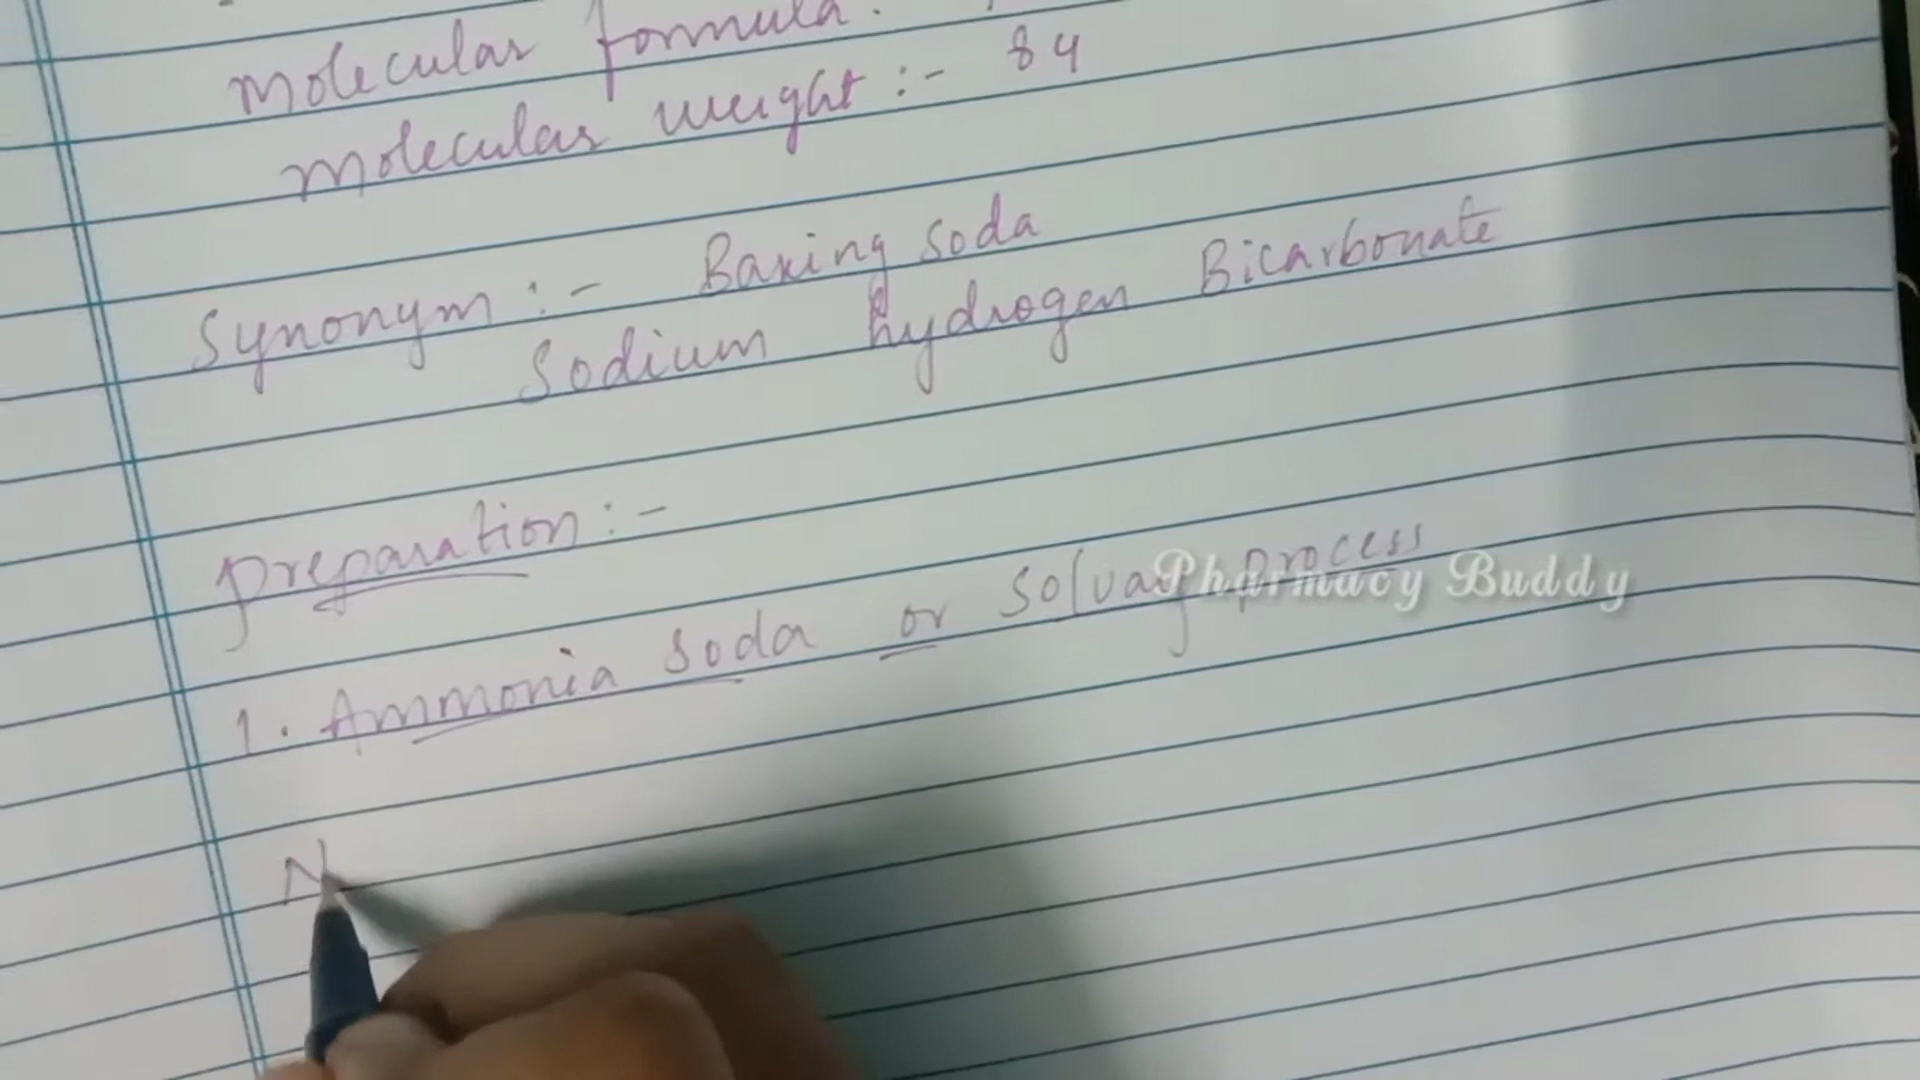 molecular formula :
molecular weight :- 84
Synonym :- Baking soda
Sodium hydrogen Bicarbonate
preparation :-
1. Ammonia soda or solvay process
Pharmacy Buddy
N